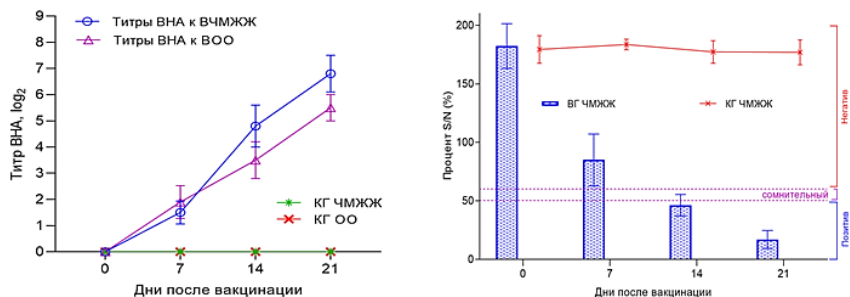 Титры ВНА к ВЧМЖЖ
Титры ВНА к ВОО
Титр ВНА, log2
9
8
7
6
5
4
3
2
1
0
КГ ЧМЖЖ
КГ ОО
0 7 14 21
Дни после вакцинации
Процент S/N (%)
200
150
100
50
0
ВГ ЧМЖЖ КГ ЧМЖЖ
сомнительный
Негатив
Позитив
0 7 14 21
Дни после вакцинации